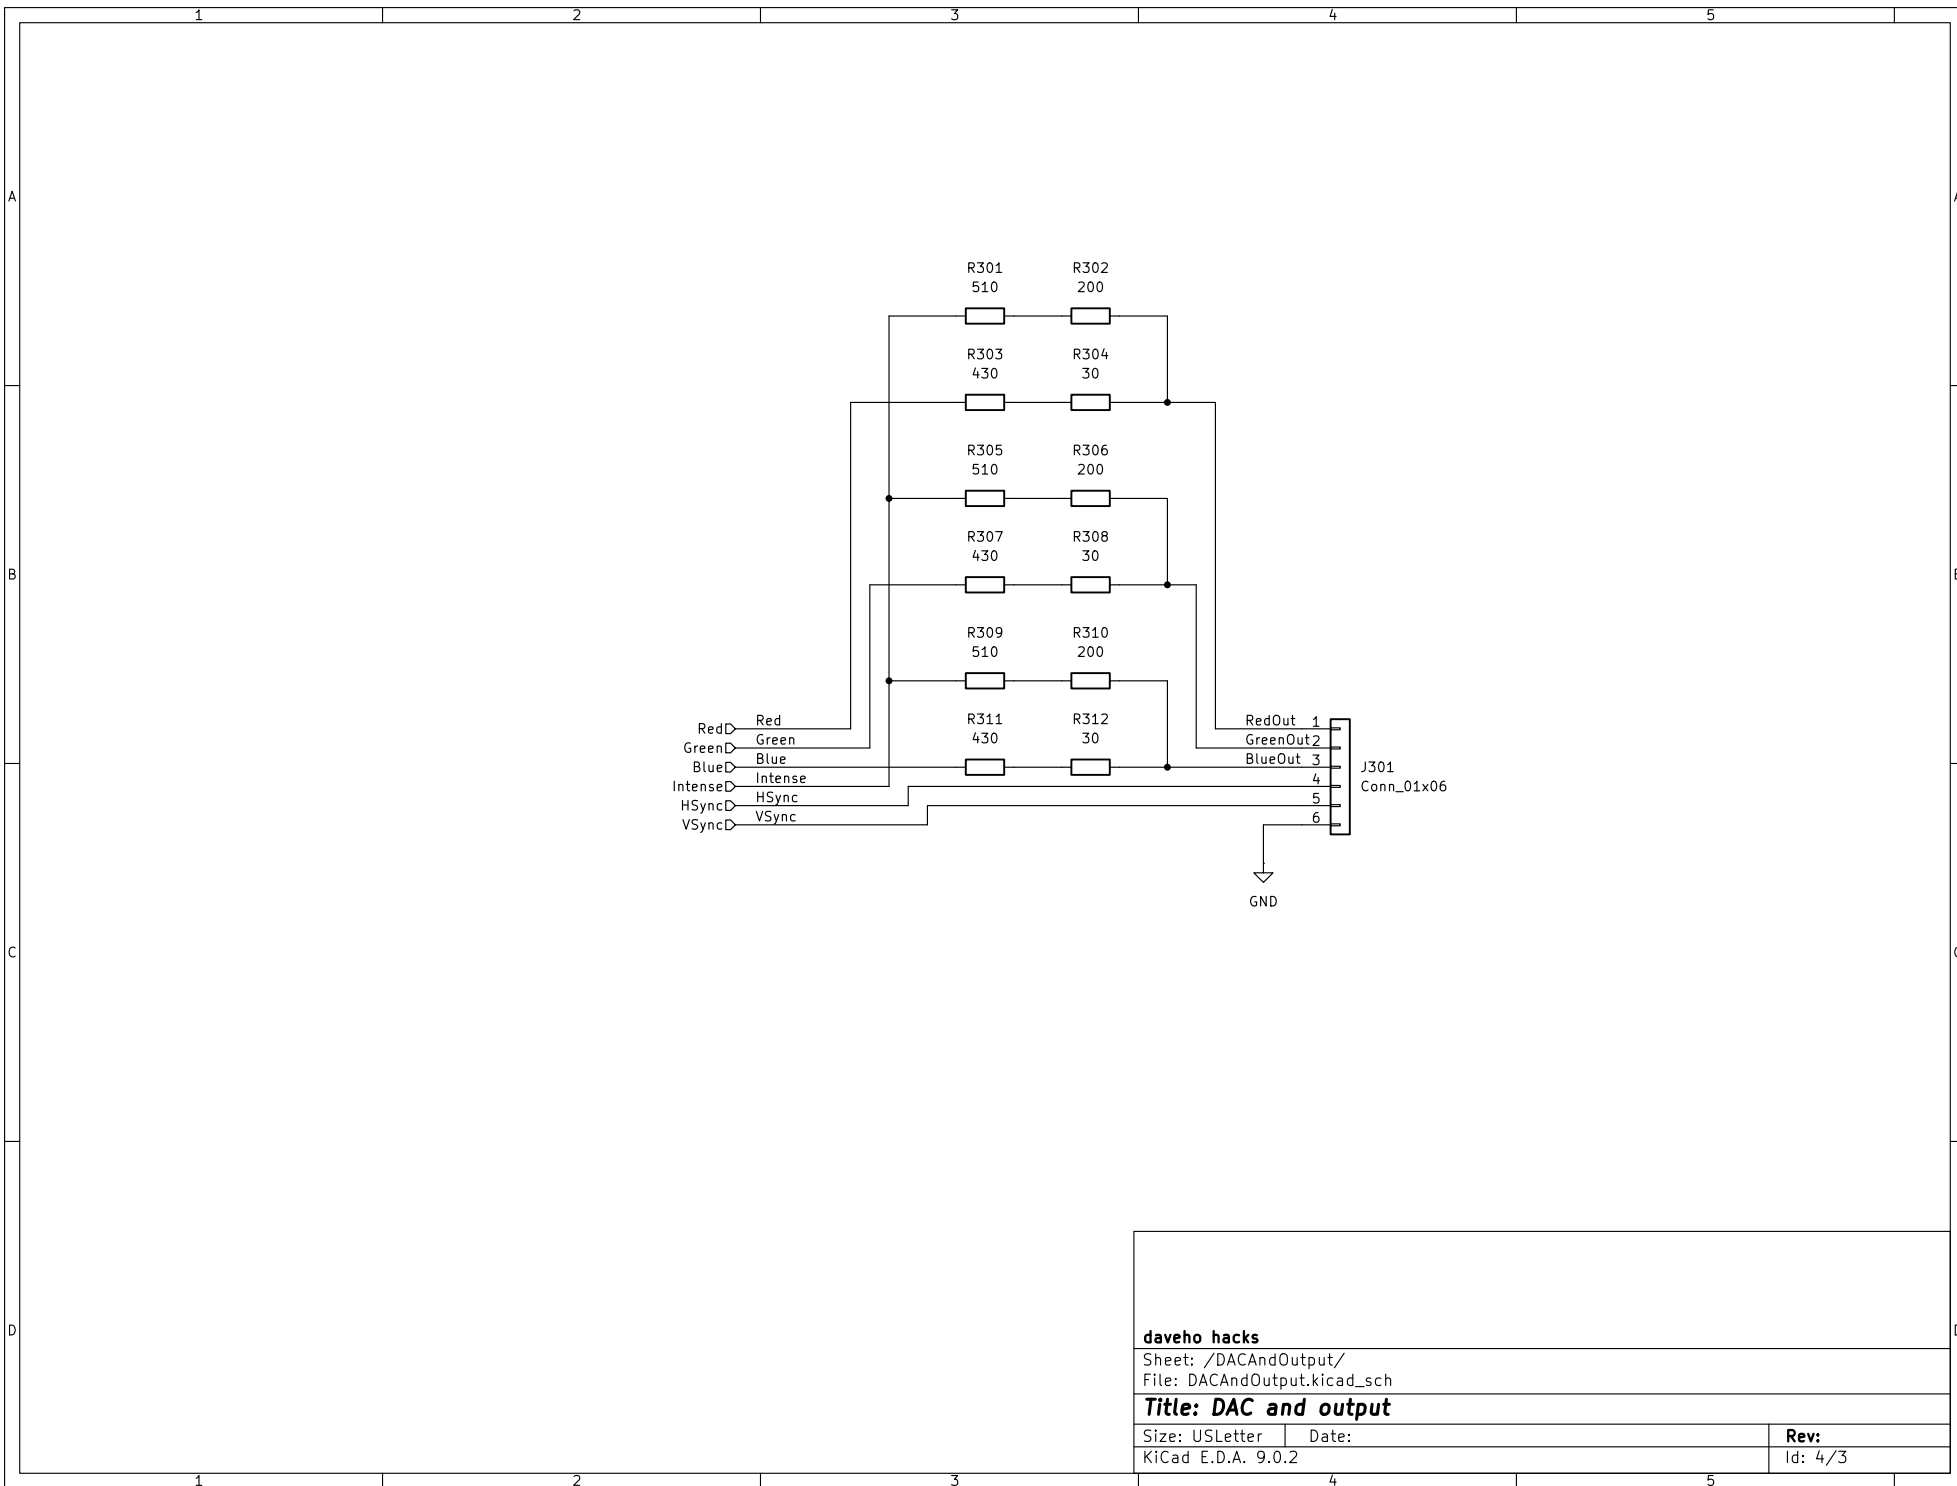 1 2 3 4 5
A A
R301 R302
510 200
R303 R304
430 30
R305 R306
510 200
R307 R308
430 30
B
R309 R310
510 200
R311 R312
430 30
Red Red RedOut 1
Green Green GreenOut 2
Blue Blue BlueOut 3
J301
Intense Intense 4
Conn_01x06
HSync HSync 5
VSync VSync 6
GND
C
D
daveho hacks
Sheet: /DACAndOutput/
File: DACAndOutput.kicad_sch
Title: DAC and output
Size: USLetter Date: Rev:
KiCad E.D.A. 9.0.2 Id: 4/3
1 2 3 4 5